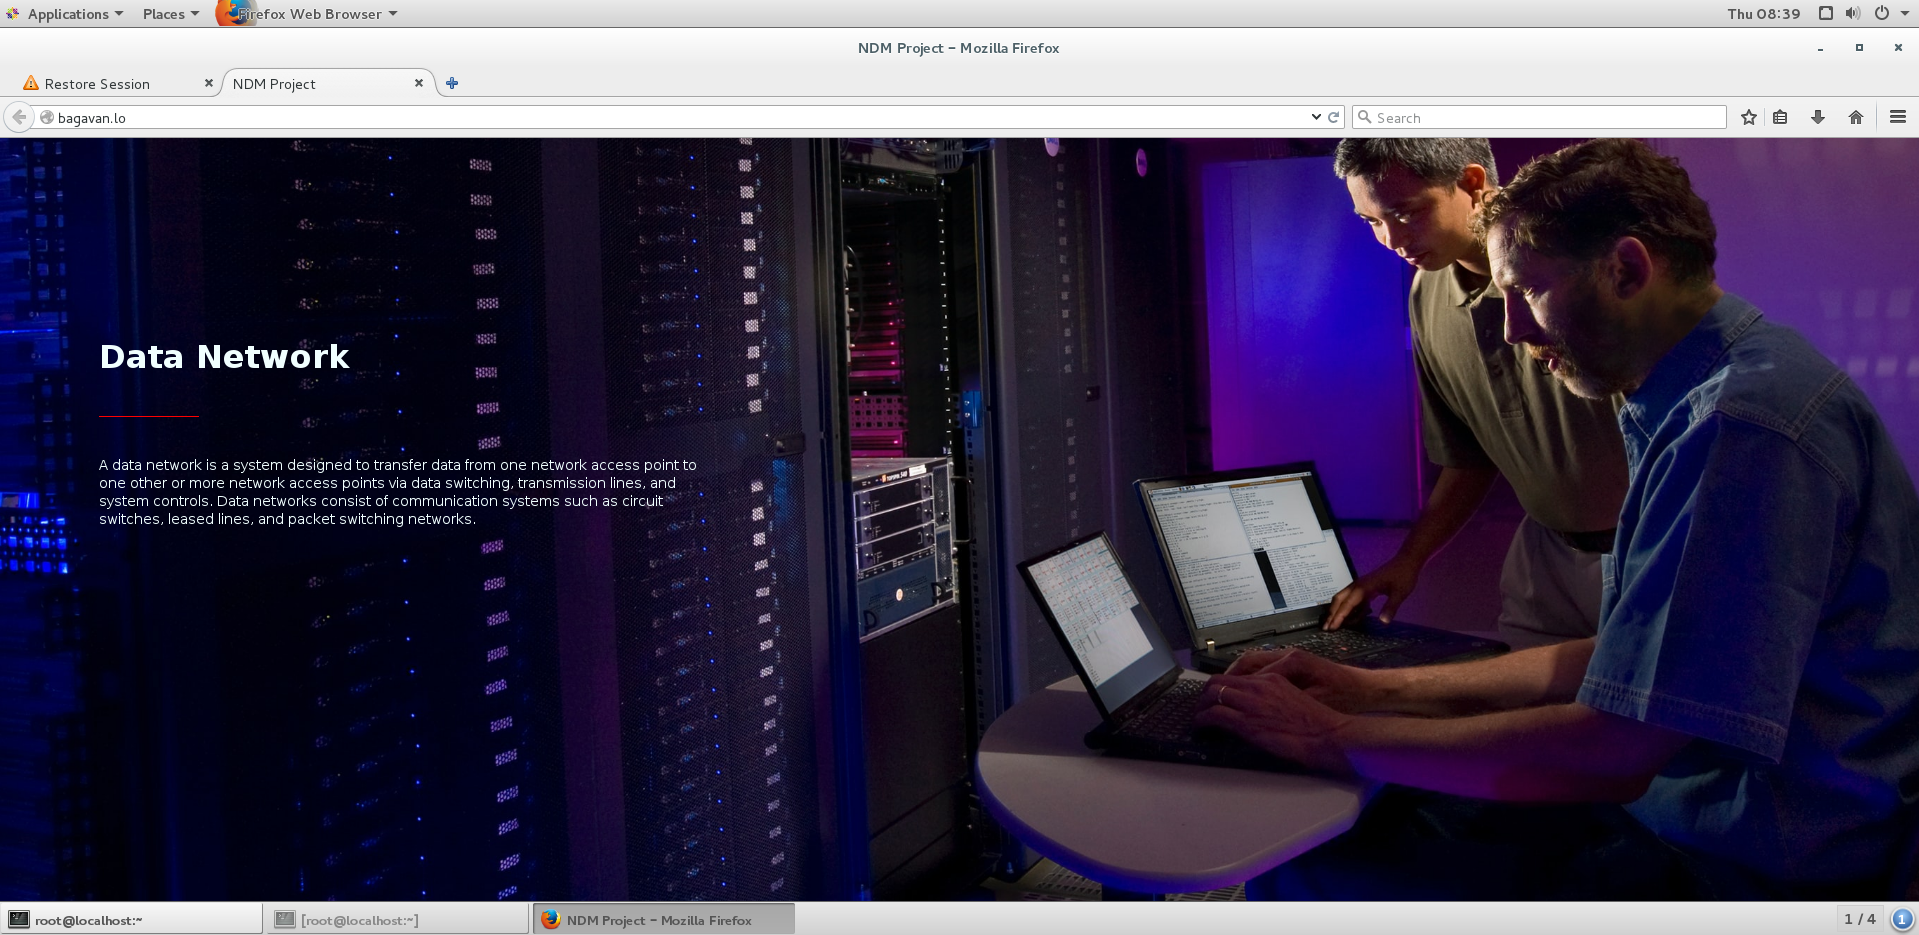 Applications
Places
Firefox Web Browser
Thu 08:39
NDM Project – Mozilla Firefox
Restore Session
NDM Project
bagavan.lo
Search
Data Network
A data network is a system designed to transfer data from one network access point to
one other or more network access points via data switching, transmission lines, and
system controls. Data networks consist of communication systems such as circuit
switches, leased lines, and packet switching networks.
root@localhost:~
[root@localhost:~]
NDM Project – Mozilla Firefox
1 / 4
1